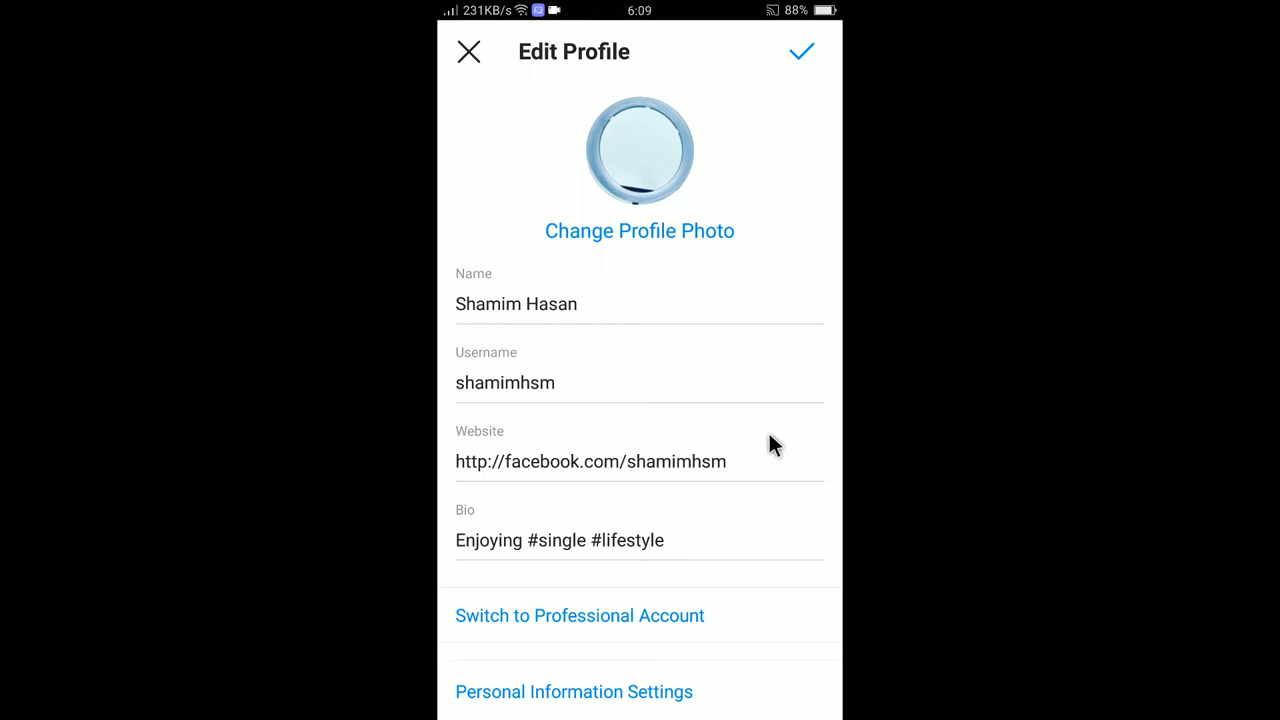 231KB/s 6:09 88%
Edit Profile
Change Profile Photo
Name
Shamim Hasan
Username
shamimhsm
Website
http://facebook.com/shamimhsm
Bio
Enjoying #single #lifestyle
Switch to Professional Account
Personal Information Settings